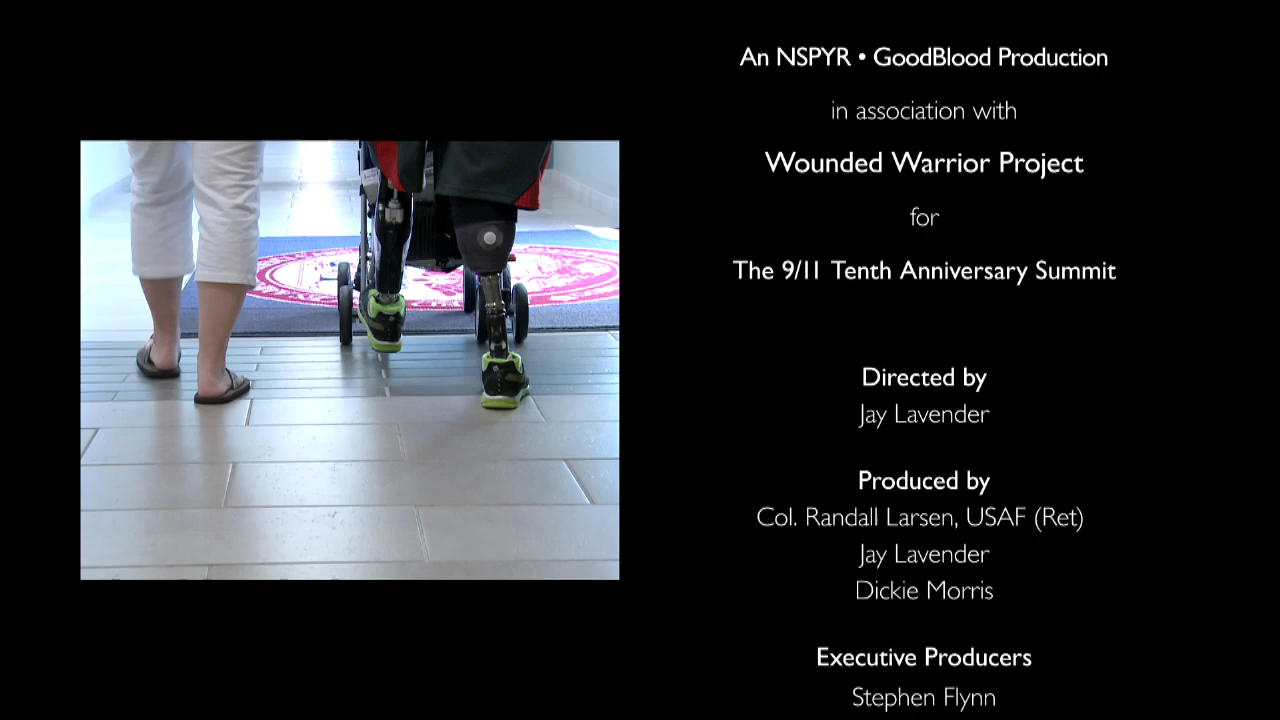 An NSPYR • GoodBlood Production
in association with
Wounded Warrior Project
for
The 9/11 Tenth Anniversary Summit
Directed by
Jay Lavender
Produced by
Col. Randall Larsen, USAF (Ret)
Jay Lavender
Dickie Morris
Executive Producers
Stephen Flynn